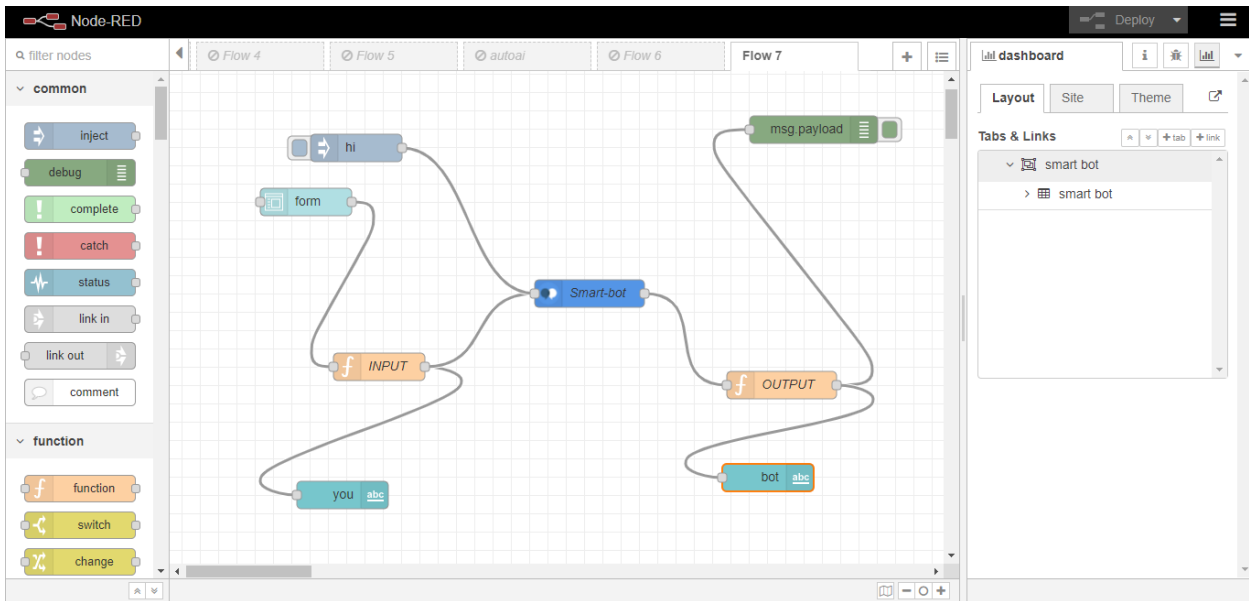 Node-RED
Deploy
filter nodes
Flow 4
Flow 5
autoai
Flow 6
Flow 7
dashboard
i
common
inject
debug
complete
catch
status
link in
link out
comment
function
function
switch
change
hi
form
INPUT
you abc
Smart-bot
msg.payload
OUTPUT
bot abc
Layout
Site
Theme
Tabs & Links
+tab
+link
smart bot
smart bot